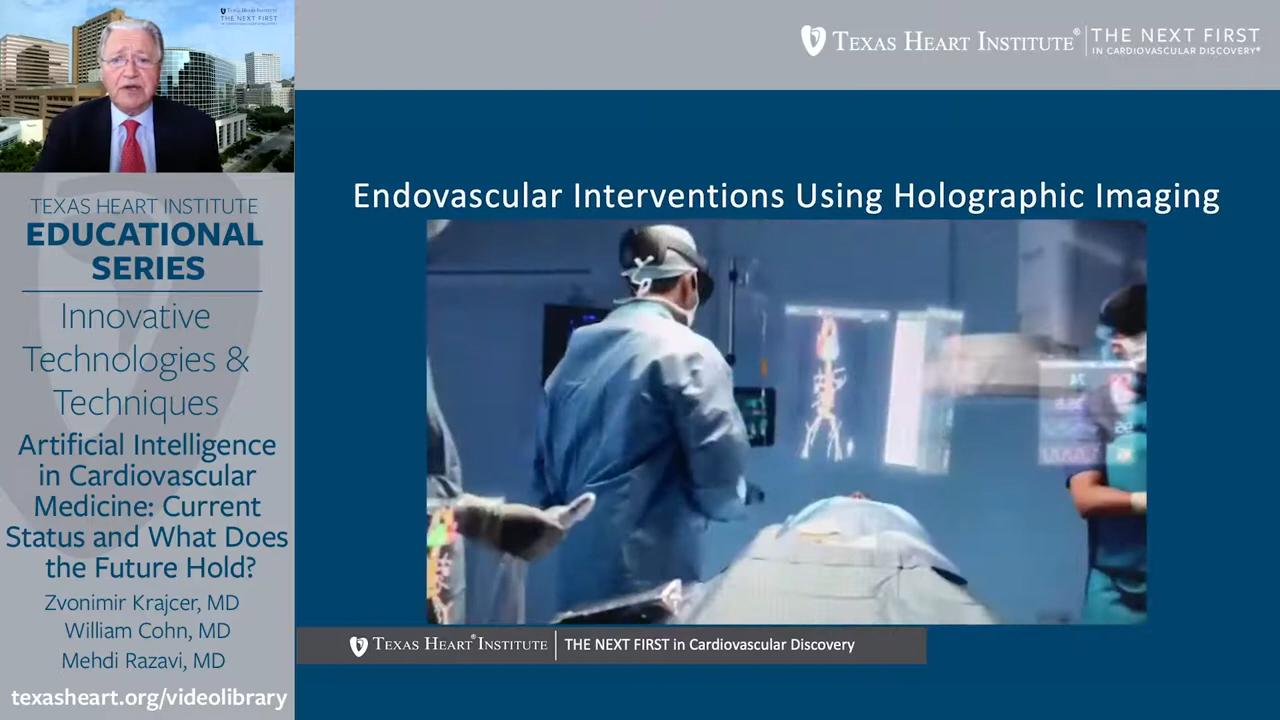 TEXAS HEART INSTITUTE
THE NEXT FIRST
TEXAS HEART INSTITUTE
EDUCATIONAL
SERIES
Innovative
Technologies &
Techniques
Artificial Intelligence
in Cardiovascular
Medicine: Current
Status and What Does
the Future Hold?
Zvonimir Krajcer, MD
William Cohn, MD
Mehdi Razavi, MD
texasheart.org/videolibrary
TEXAS HEART INSTITUTE® THE NEXT FIRST
IN CARDIOVASCULAR DISCOVERY®
Endovascular Interventions Using Holographic Imaging
TEXAS HEART® INSTITUTE THE NEXT FIRST in Cardiovascular Discovery